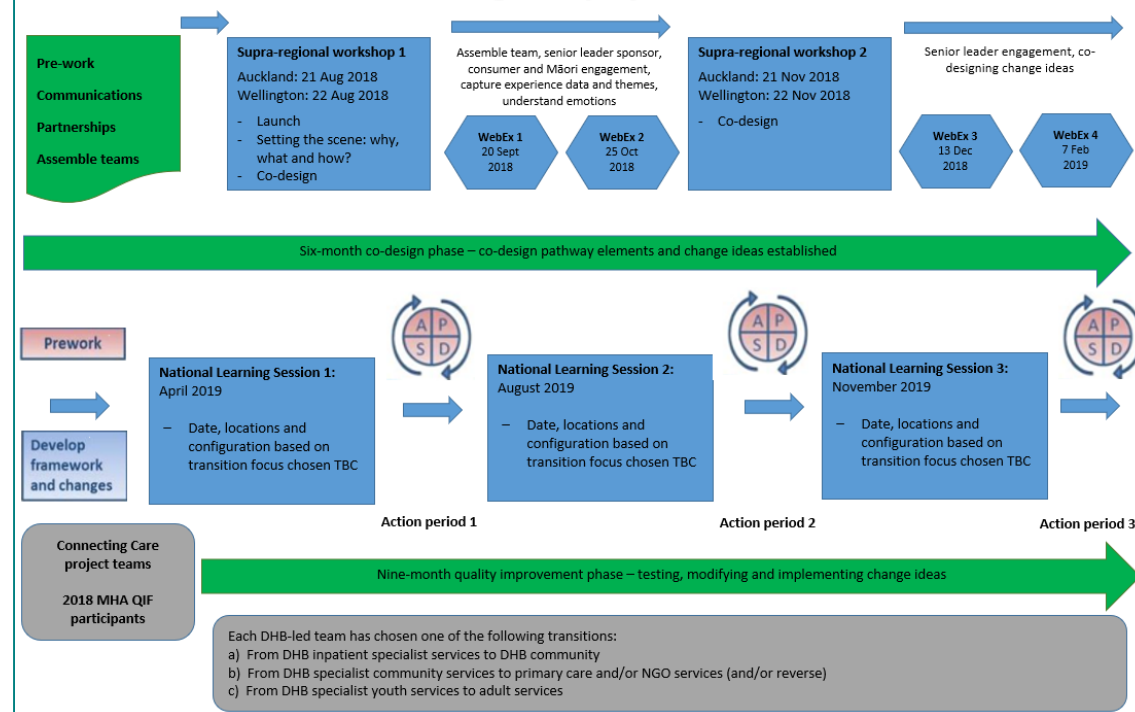 Pre-work
Communications
Partnerships
Assemble teams
Supra-regional workshop 1
Auckland: 21 Aug 2018
Wellington: 22 Aug 2018
- Launch
- Setting the scene: why,
what and how?
- Co-design
Assemble team, senior leader sponsor,
consumer and Māori engagement,
capture experience data and themes,
understand emotions
WebEx 1
20 Sept
2018
WebEx 2
25 Oct
2018
Supra-regional workshop 2
Auckland: 21 Nov 2018
Wellington: 22 Nov 2018
- Co-design
Senior leader engagement, co-
designing change ideas
WebEx 3
13 Dec
2018
WebEx 4
7 Feb
2019
Six-month co-design phase – co-design pathway elements and change ideas established
Prework
Develop
framework
and changes
National Learning Session 1:
April 2019
– Date, locations and
configuration based on
transition focus chosen TBC
A P
S D
National Learning Session 2:
August 2019
– Date, locations and
configuration based on
transition focus chosen TBC
A P
S D
National Learning Session 3:
November 2019
– Date, locations and
configuration based on
transition focus chosen TBC
A P
S D
Action period 1
Action period 2
Action period 3
Connecting Care
project teams
2018 MHA QIF
participants
Nine-month quality improvement phase – testing, modifying and implementing change ideas
Each DHB-led team has chosen one of the following transitions:
a) From DHB inpatient specialist services to DHB community
b) From DHB specialist community services to primary care and/or NGO services (and/or reverse)
c) From DHB specialist youth services to adult services